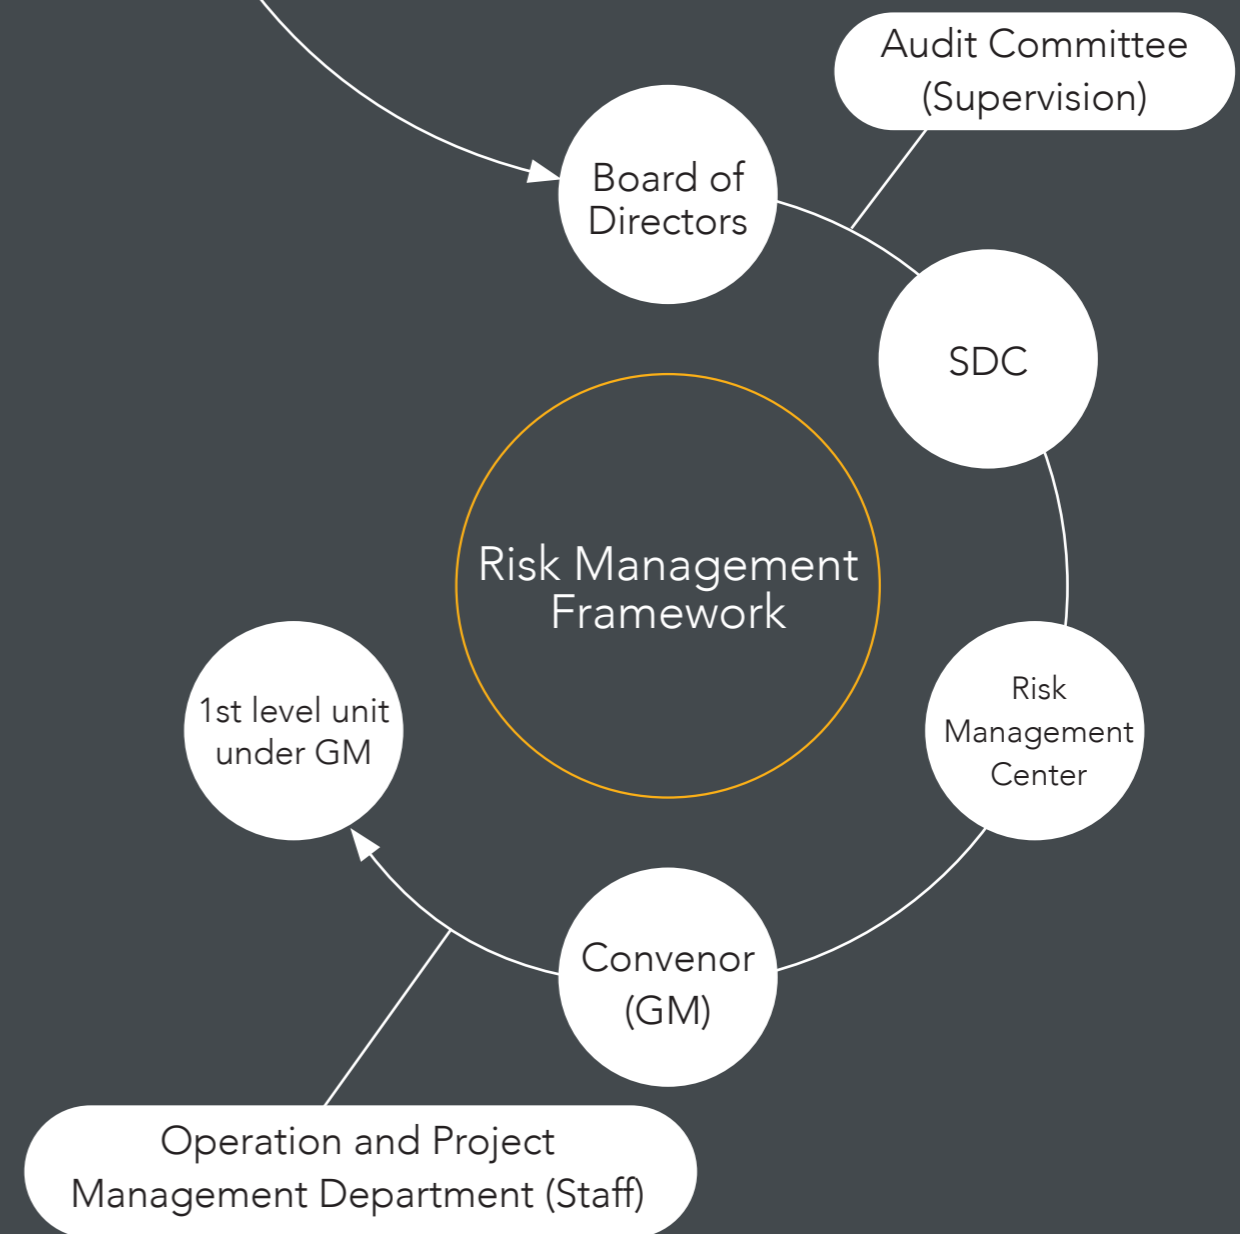 Audit Committee
(Supervision)
Board of
Directors
SDC
Risk Management
Framework
Risk
Management
Center
1st level unit
under GM
Convenor
(GM)
Operation and Project
Management Department (Staff)